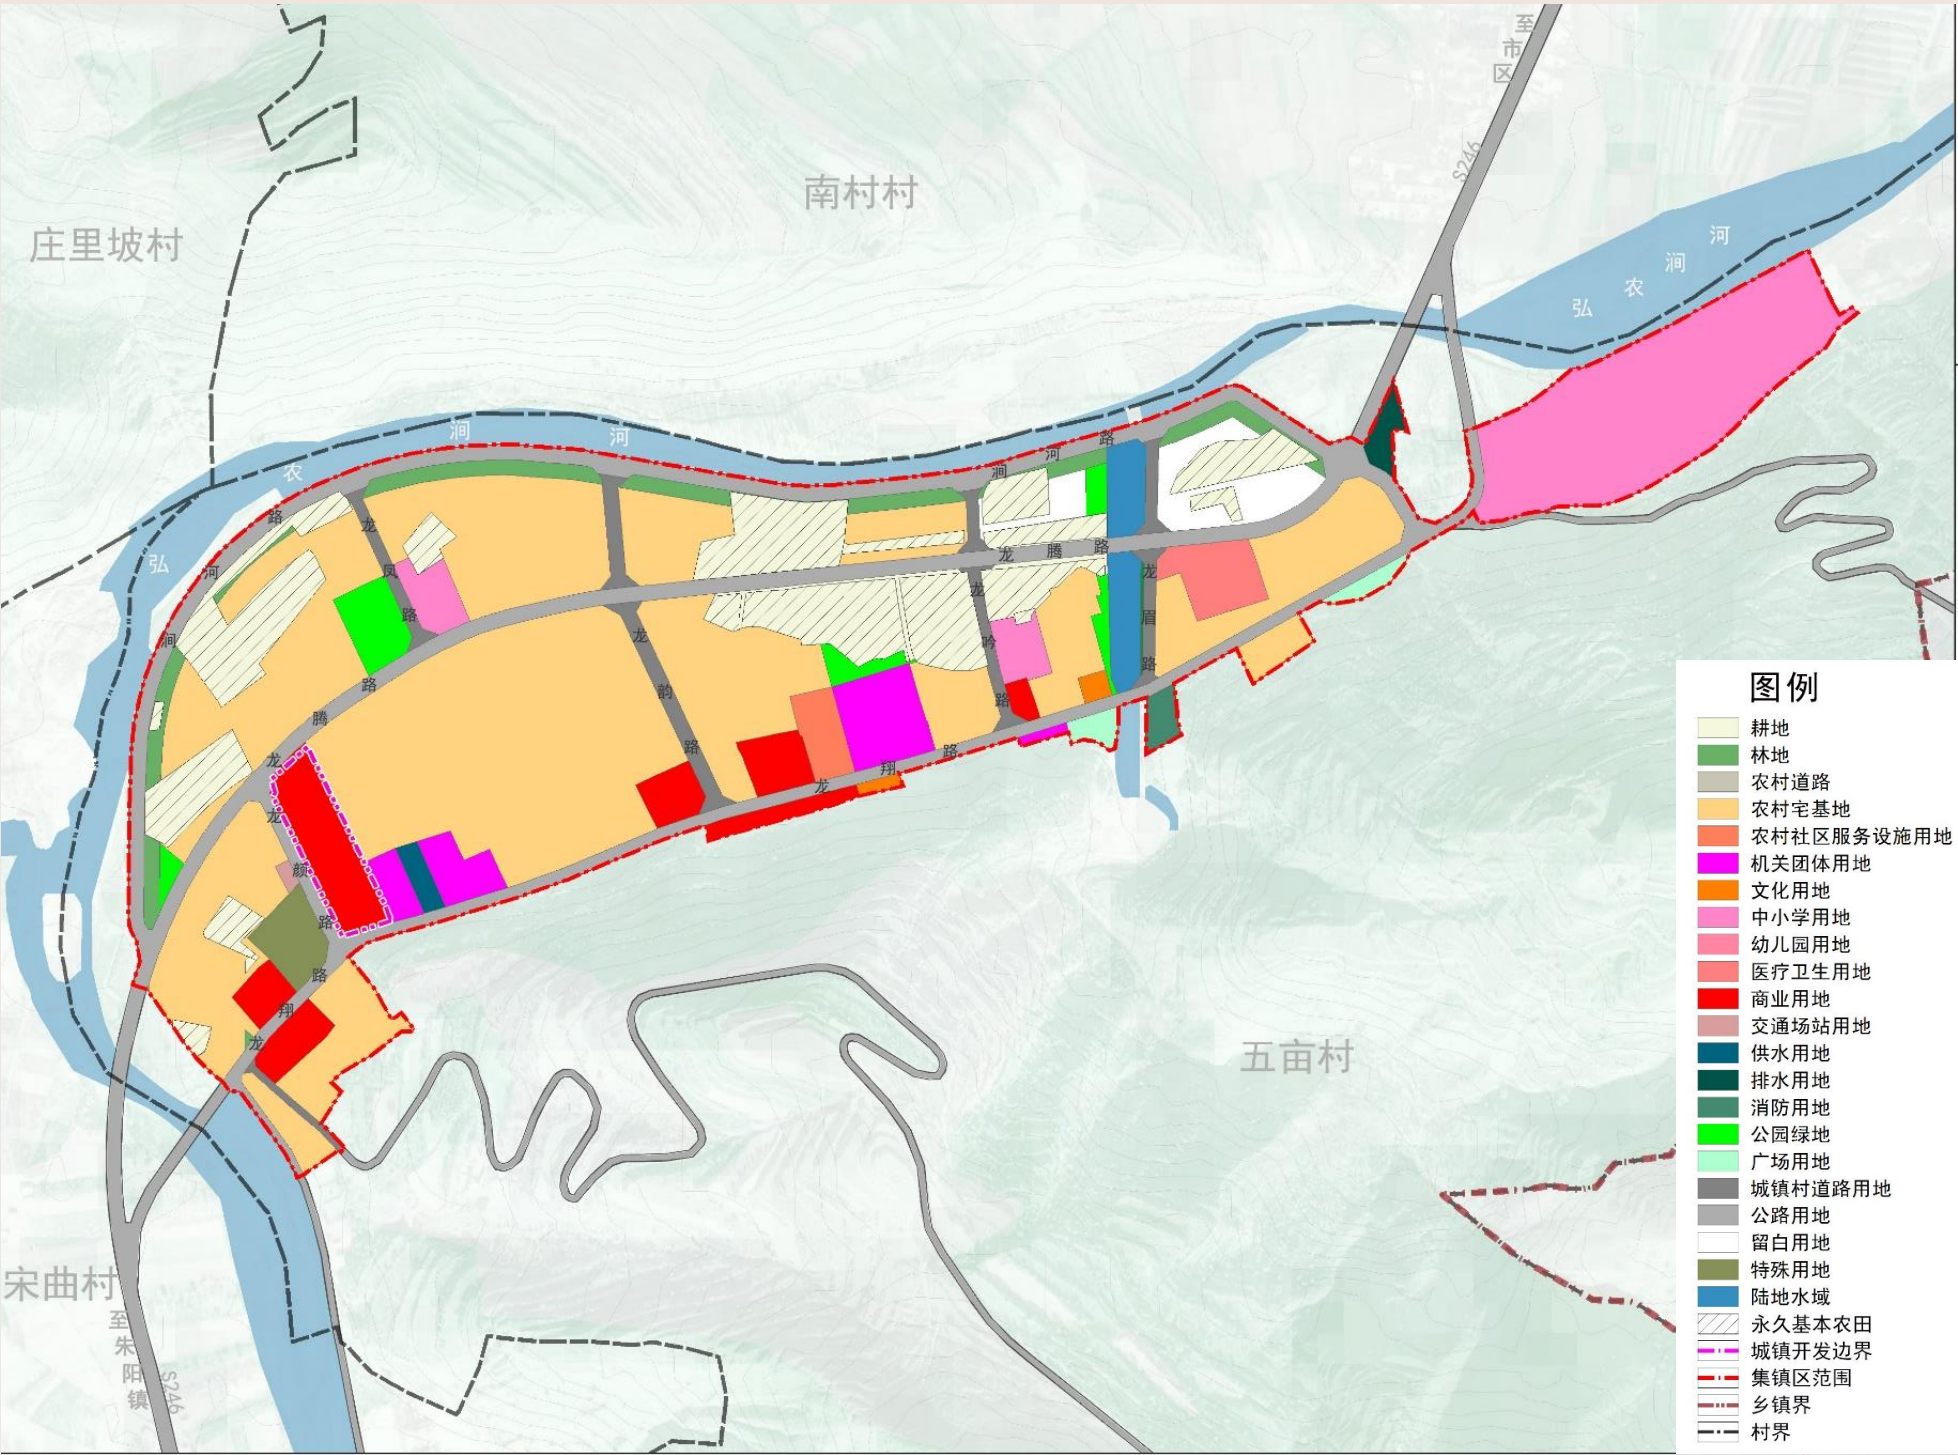 至市区
S246
南村村
庄里坡村
弘农涧河
弘农涧河
涧河路
涧河路
龙凤路
龙腾路
龙腾路
龙吟路
龙眉路
龙韵路
龙颜路
龙翔路
龙翔路
五亩村
宋曲村
至朱阳镇
S246
图例
耕地
林地
农村道路
农村宅基地
农村社区服务设施用地
机关团体用地
文化用地
中小学用地
幼儿园用地
医疗卫生用地
商业用地
交通场站用地
供水用地
排水用地
消防用地
公园绿地
广场用地
城镇村道路用地
公路用地
留白用地
特殊用地
陆地水域
永久基本农田
城镇开发边界
集镇区范围
乡镇界
村界